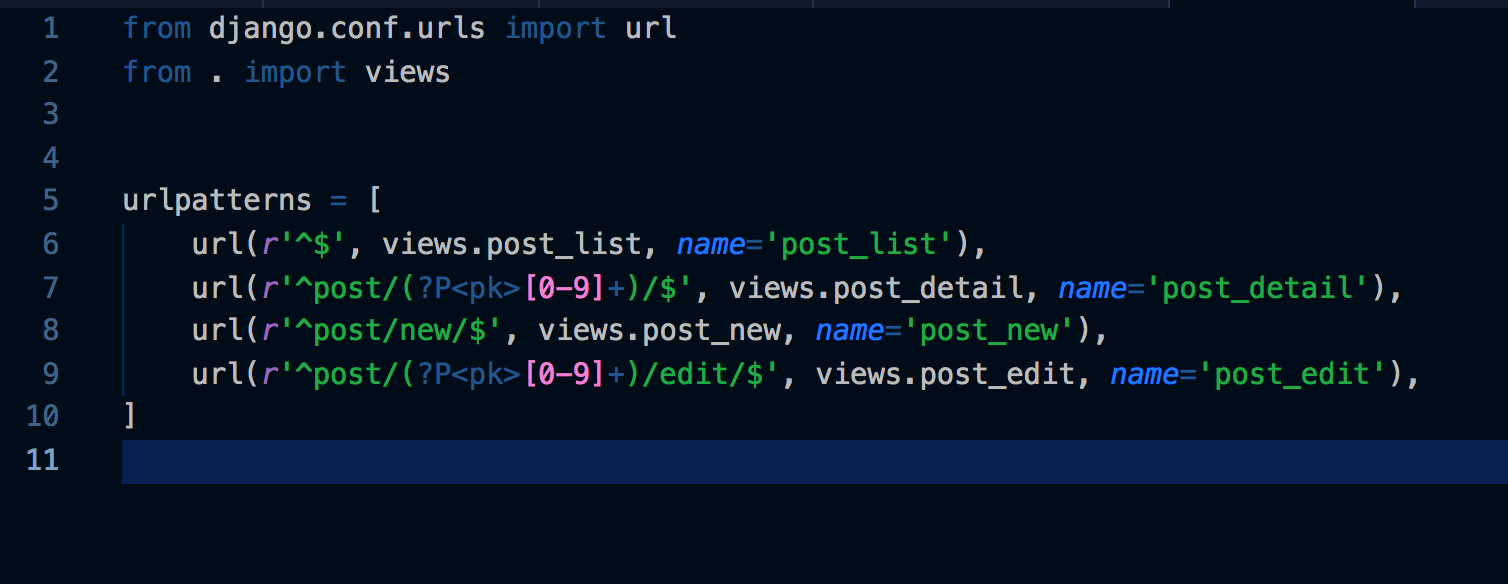 1 from django.conf.urls import url
2 from . import views
3
4
5 urlpatterns = [
6     url(r'^$', views.post_list, name='post_list'),
7     url(r'^post/(?P<pk>[0-9]+)/$', views.post_detail, name='post_detail'),
8     url(r'^post/new/$', views.post_new, name='post_new'),
9     url(r'^post/(?P<pk>[0-9]+)/edit/$', views.post_edit, name='post_edit'),
10 ]
11